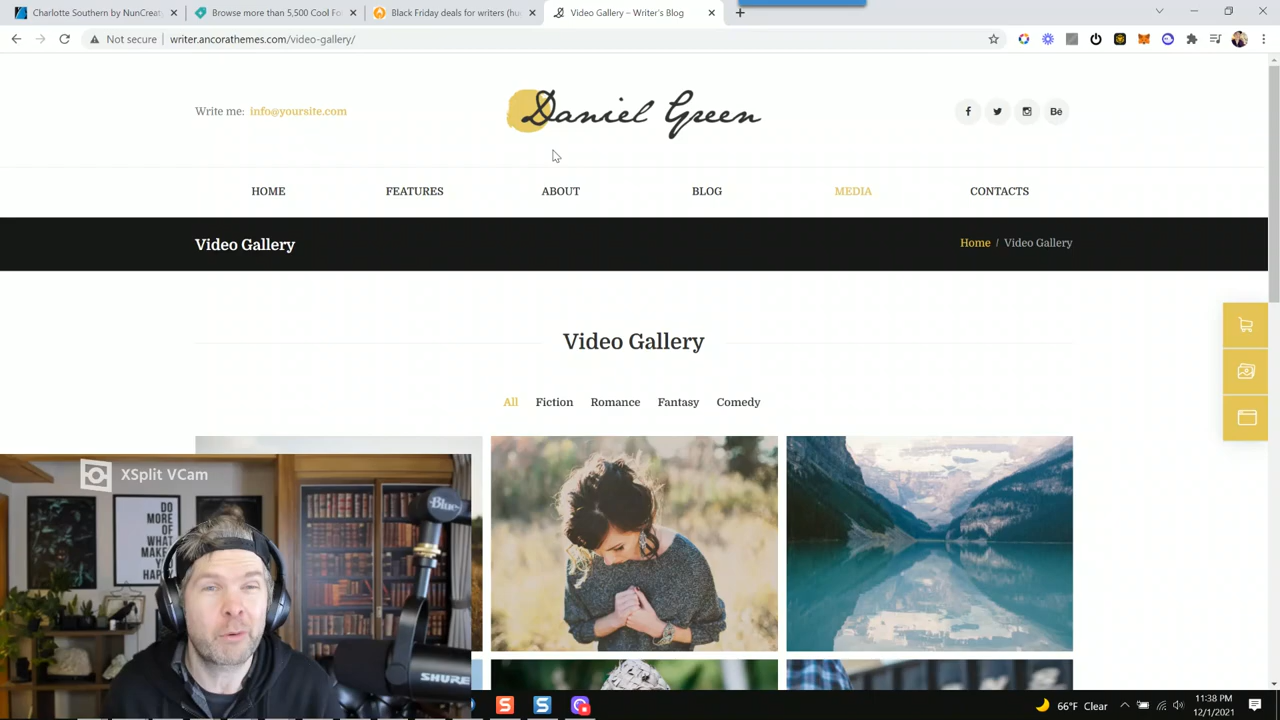 Charlotte Southern by NunCreat
Browse more than 5,500 Cool Fo
Black Friday deals for writers (hu
Video Gallery – Writer's Blog
Not secure
writer.ancorathemes.com/video-gallery/
Write me: info@yoursite.com
Daniel Green
Bē
HOME
FEATURES
ABOUT
BLOG
MEDIA
CONTACTS
Video Gallery
Home / Video Gallery
Video Gallery
All
Fiction
Romance
Fantasy
Comedy
XSplit VCam
DO
MORE
OF
WHAT
MAKE
YO
HAP
Blue
SHURE
66°F Clear
11:38 PM
12/1/2021